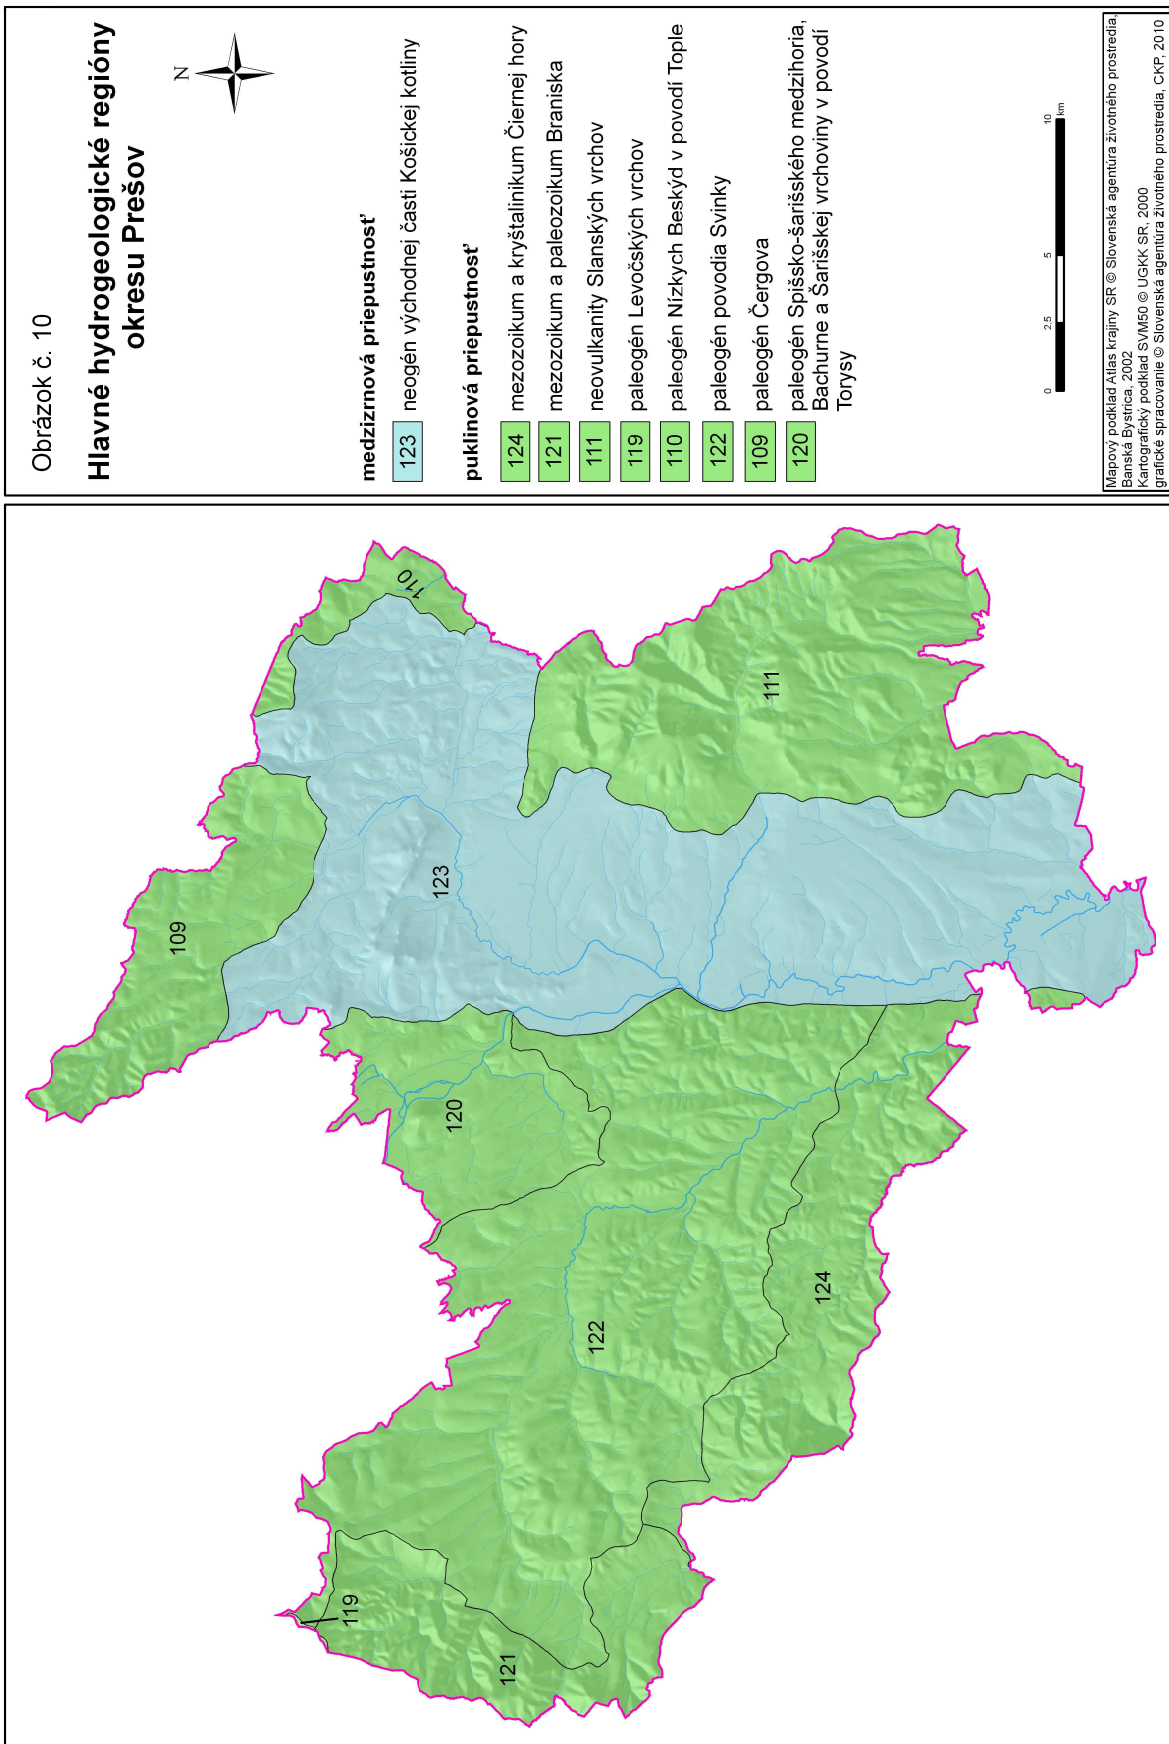 Obrázok č. 10
Hlavné hydrogeologické regióny
okresu Prešov
N
medzizrnová priepustnosť
123 neogén východnej časti Košickej kotliny
puklinová priepustnosť
124 mezozoikum a kryštalinikum Čiernej hory
121 mezozoikum a paleozoikum Braniska
111 neovulkanity Slanských vrchov
119 paleogén Levočských vrchov
110 paleogén Nízkych Beskýd v povodí Tople
122 paleogén povodia Svinky
109 paleogén Čergova
120 paleogén Spišsko-šarišského medzihoria,
Bachurne a Šarišskej vrchoviny v povodí
Torysy
0 2,5 5 10
km
Mapový podklad Atlas krajiny SR © Slovenská agentúra životného prostredia,
Banská Bystrica, 2002
Kartografický podklad SVM50 © UGKK SR, 2000
grafické spracovanie © Slovenská agentúra životného prostredia, CKP, 2010
119
121
122
124
120
109
123
110
111